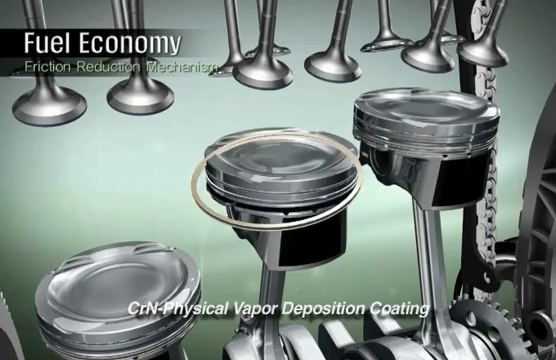 Fuel Economy
Friction Reduction Mechanism
CrN-Physical Vapor Deposition Coating